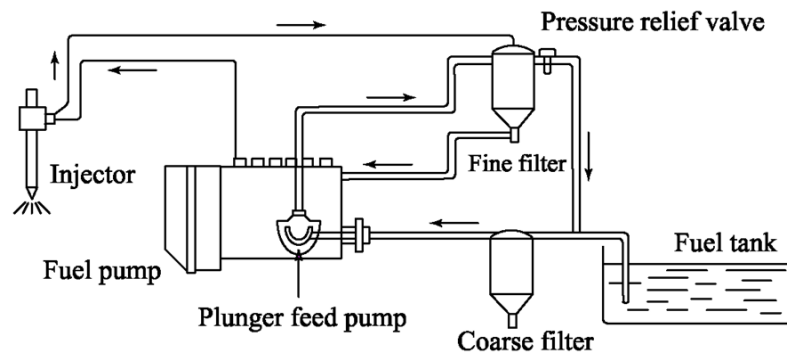 Pressure relief valve
Injector
Fine filter
Fuel tank
Fuel pump
Plunger feed pump
Coarse filter